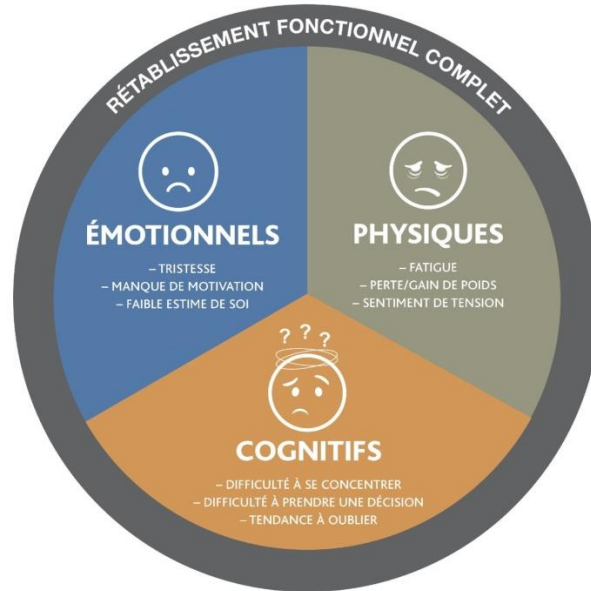 RÉTABLISSEMENT FONCTIONNEL COMPLET
ÉMOTIONNELS
– TRISTESSE
– MANQUE DE MOTIVATION
– FAIBLE ESTIME DE SOI
PHYSIQUES
– FATIGUE
– PERTE/GAIN DE POIDS
– SENTIMENT DE TENSION
? ? ?
COGNITIFS
– DIFFICULTÉ À SE CONCENTRER
– DIFFICULTÉ À PRENDRE UNE DÉCISION
– TENDANCE À OUBLIER